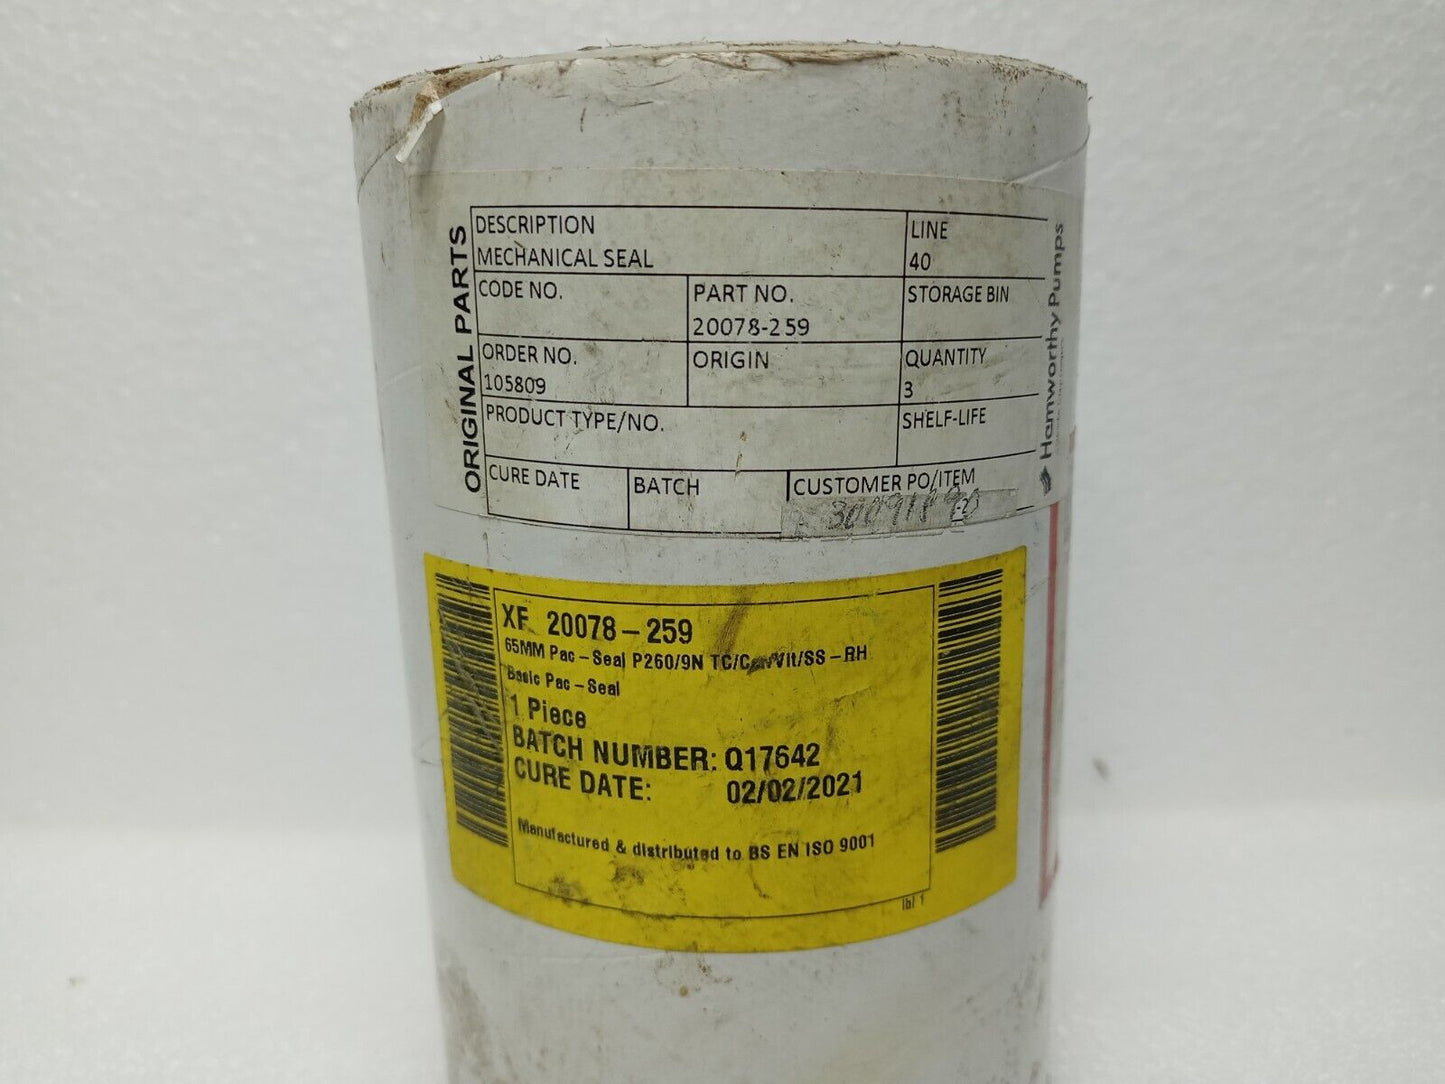 ORIGINAL PARTS
DESCRIPTION
MECHANICAL SEAL
LINE
40
CODE NO.
PART NO.
20078-259
STORAGE BIN
ORDER NO.
105809
ORIGIN
QUANTITY
3
PRODUCT TYPE/NO.
SHELF-LIFE
CURE DATE
BATCH
CUSTOMER PO/ITEM
Hamworthy Pumps
XF 20078-259
65MM Pac-Seal P260/9N /SS-RH
Basic Pac-Seal
1 Piece
BATCH NUMBER: Q17642
CURE DATE: 02/02/2021
Manufactured & distributed to BS EN ISO 9001
lbl 1